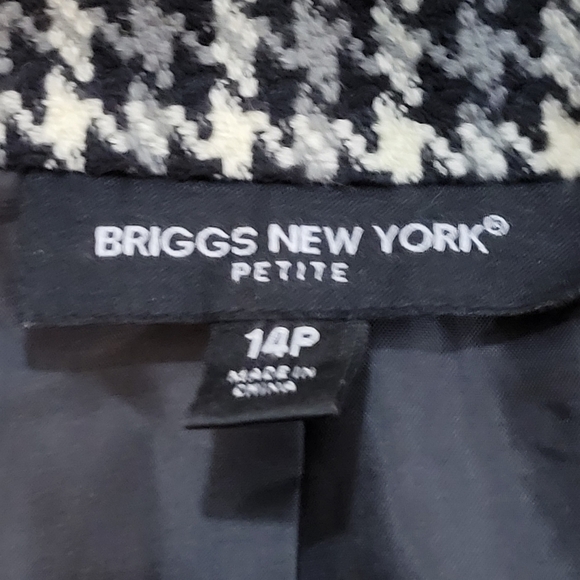 BRIGGS NEW YORK®
PETITE
14P
MADE IN
CHINA